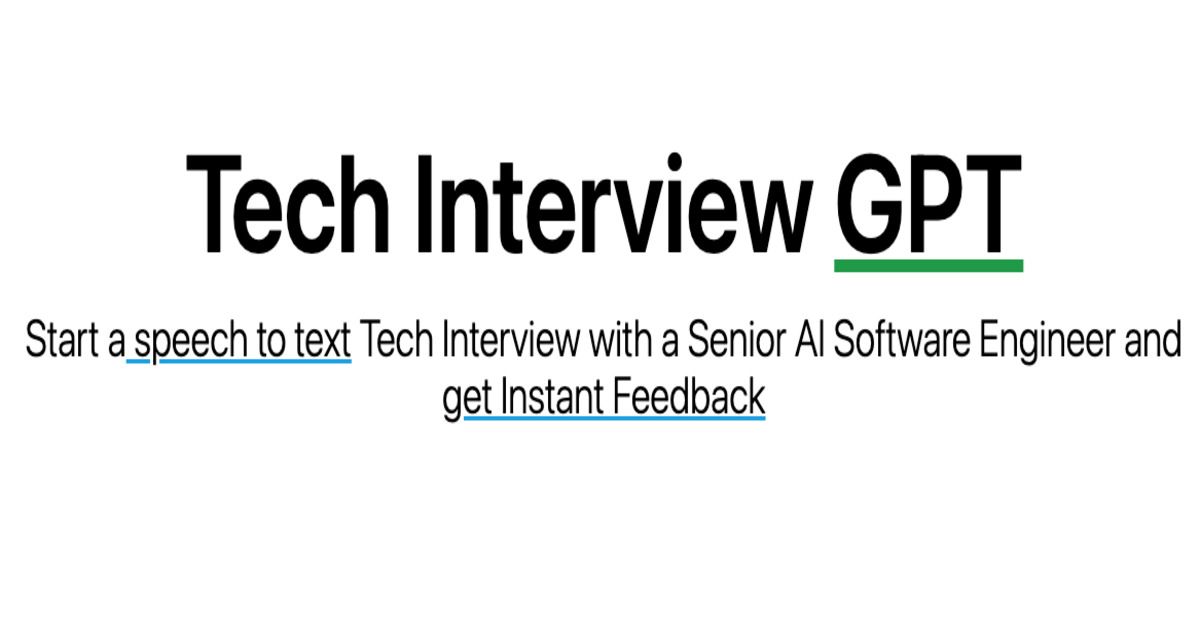 Tech Interview GPT
Start a speech to text Tech Interview with a Senior AI Software Engineer and
get Instant Feedback